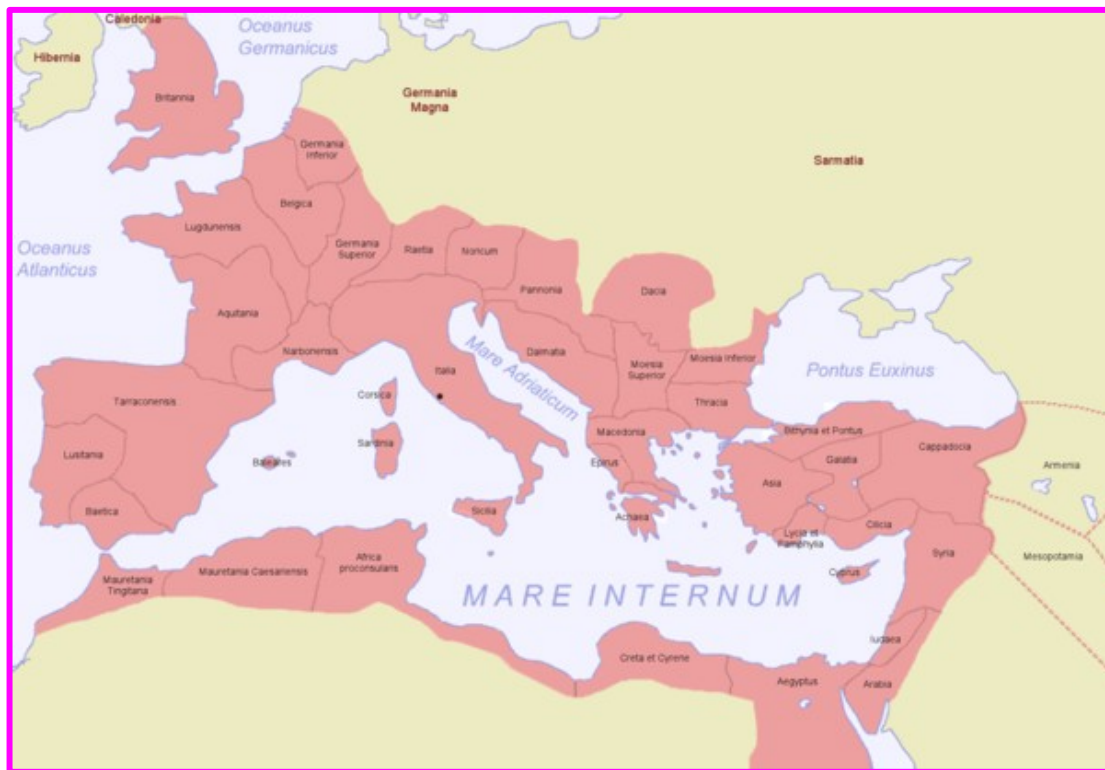 Caledonia
Oceanus
Germanicus
Hibernia
Britannia
Germania
Magna
Germania
Inferior
Sarmatia
Belgica
Lugdunensis
Oceanus
Atlanticus
Germania
Superior
Raetia
Noricum
Pannonia
Dacia
Aquitania
Narbonensis
Italia
Dalmatia
Mare Adriaticum
Moesia
Superior
Moesia Inferior
Pontus Euxinus
Tarraconensis
Corsica
Thracia
Lusitania
Sardinia
Baleares
Macedonia
Epirus
Bithynia et Pontus
Galatia
Cappadocia
Armenia
Baetica
Sicilia
Achaea
Asia
Lycia et
Pamphylia
Cilicia
Syria
Mesopotamia
Mauretania
Tingitana
Mauretania Caesariensis
Africa
proconsularis
Cyprus
MARE INTERNUM
Iudaea
Creta et Cyrene
Aegyptus
Arabia